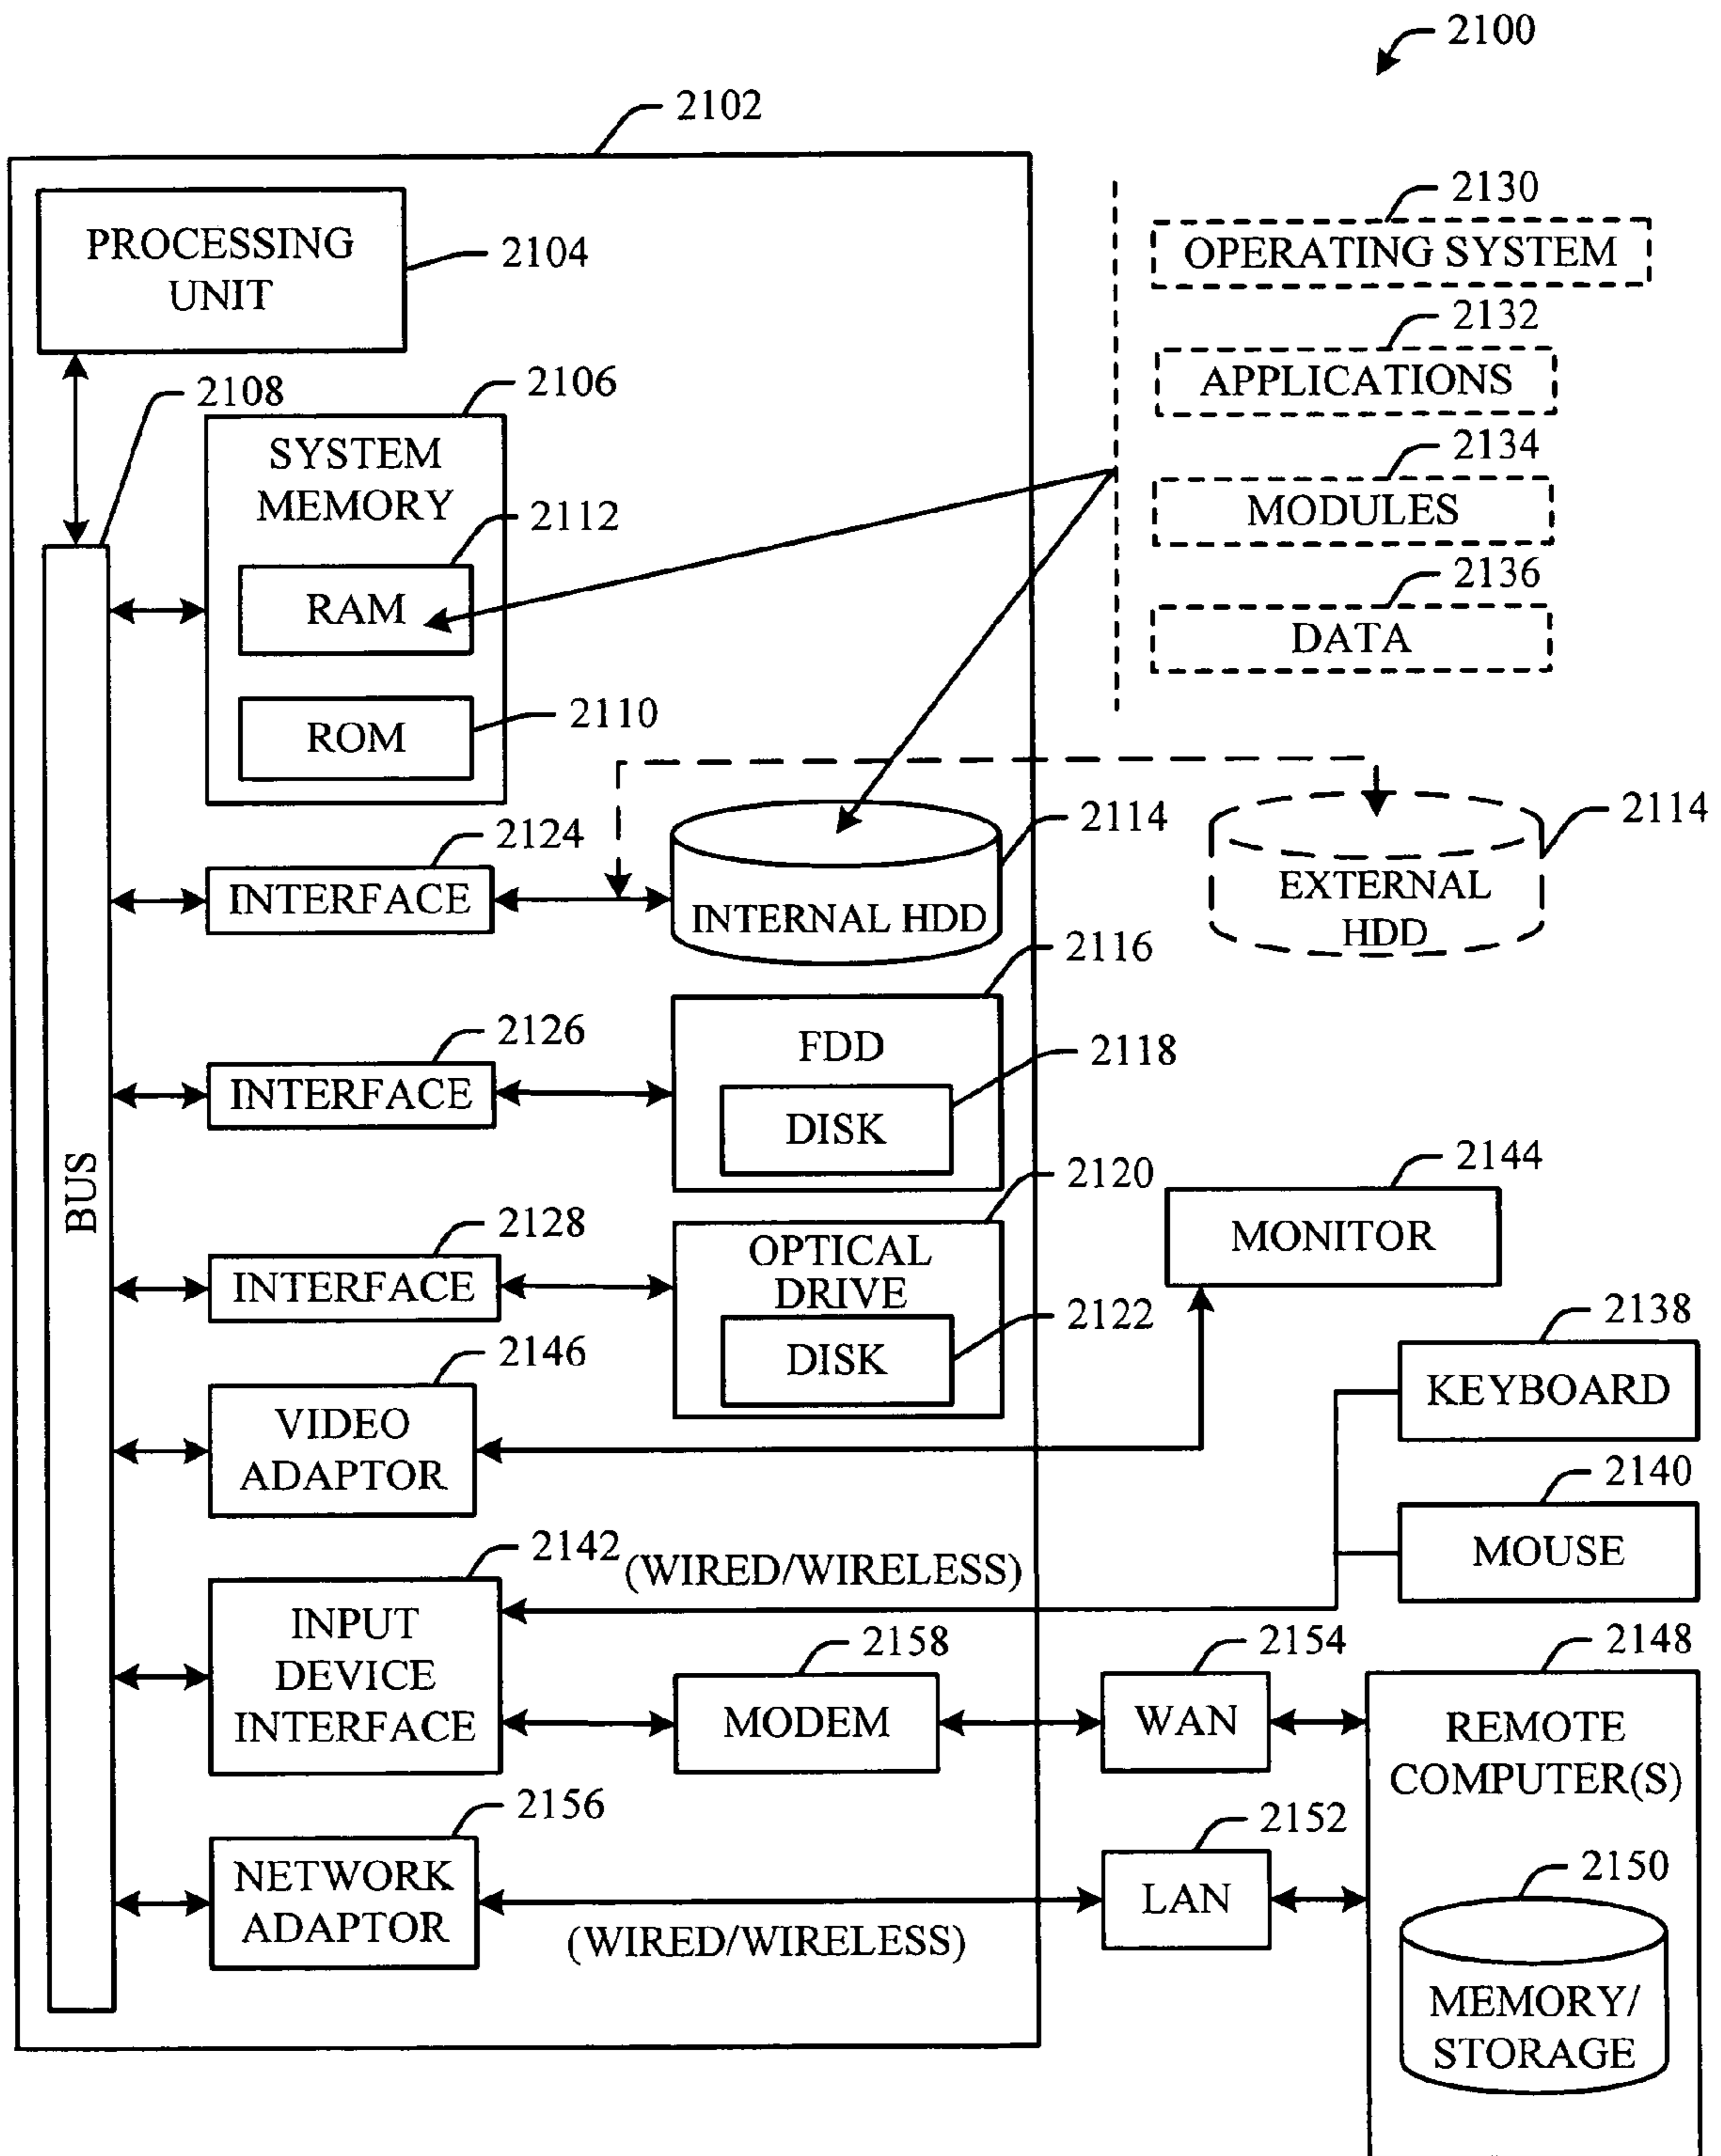 2100
2102
PROCESSING
UNIT
2104
2108
2106
SYSTEM
MEMORY
2112
RAM
2110
ROM
2130
OPERATING SYSTEM
2132
APPLICATIONS
2134
MODULES
2136
DATA
BUS
2124
INTERFACE
2114
INTERNAL HDD
2114
EXTERNAL
HDD
2126
INTERFACE
2116
FDD
2118
DISK
2128
INTERFACE
2120
OPTICAL
DRIVE
2122
DISK
2144
MONITOR
2146
VIDEO
ADAPTOR
2138
KEYBOARD
2140
MOUSE
2142
(WIRED/WIRELESS)
INPUT
DEVICE
INTERFACE
2158
MODEM
2154
WAN
2148
REMOTE
COMPUTER(S)
2156
NETWORK
ADAPTOR
(WIRED/WIRELESS)
2152
LAN
2150
MEMORY/
STORAGE